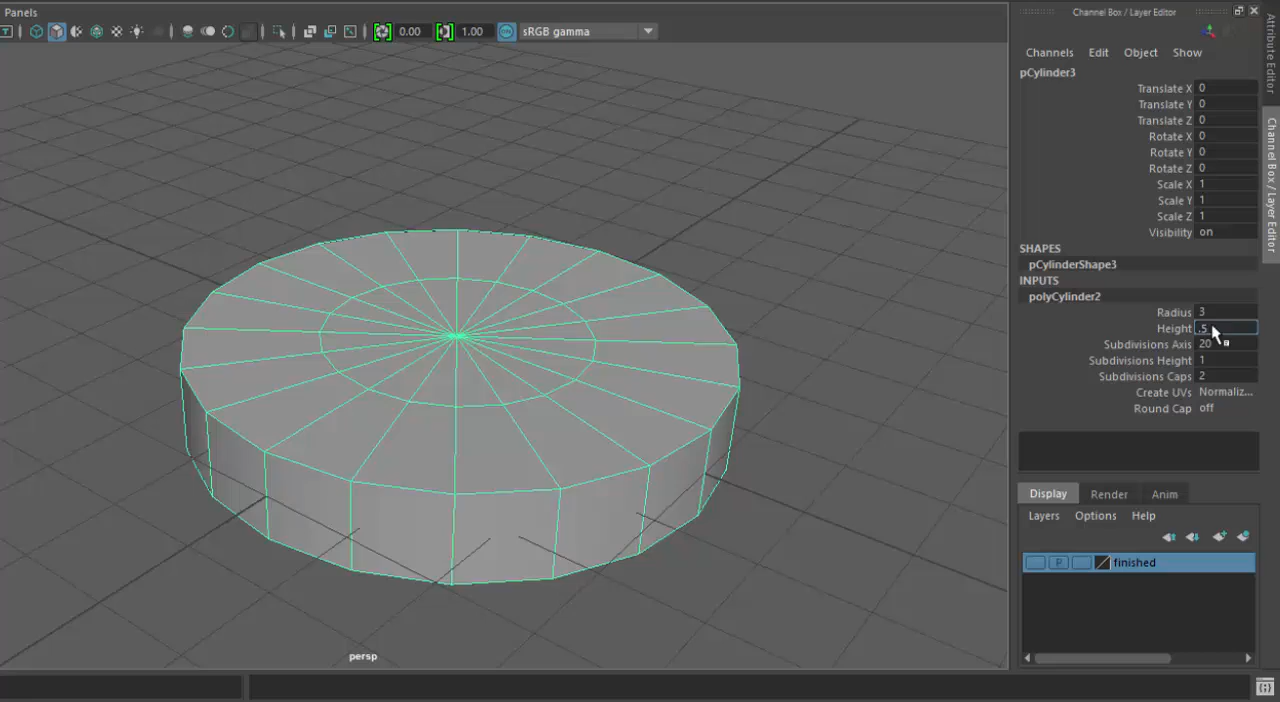 Panels
0.00 1.00 sRGB gamma
Channel Box / Layer Editor
Channels Edit Object Show
pCylinder3
Translate X 0
Translate Y 0
Translate Z 0
Rotate X 0
Rotate Y 0
Rotate Z 0
Scale X 1
Scale Y 1
Scale Z 1
Visibility on
SHAPES
pCylinderShape3
INPUTS
polyCylinder2
Radius 3
Height .5
Subdivisions Axis 20
Subdivisions Height 1
Subdivisions Caps 2
Create UVs Normaliz...
Round Cap off
Display Render Anim
Layers Options Help
P finished
persp
Attribute Editor
Channel Box / Layer Editor